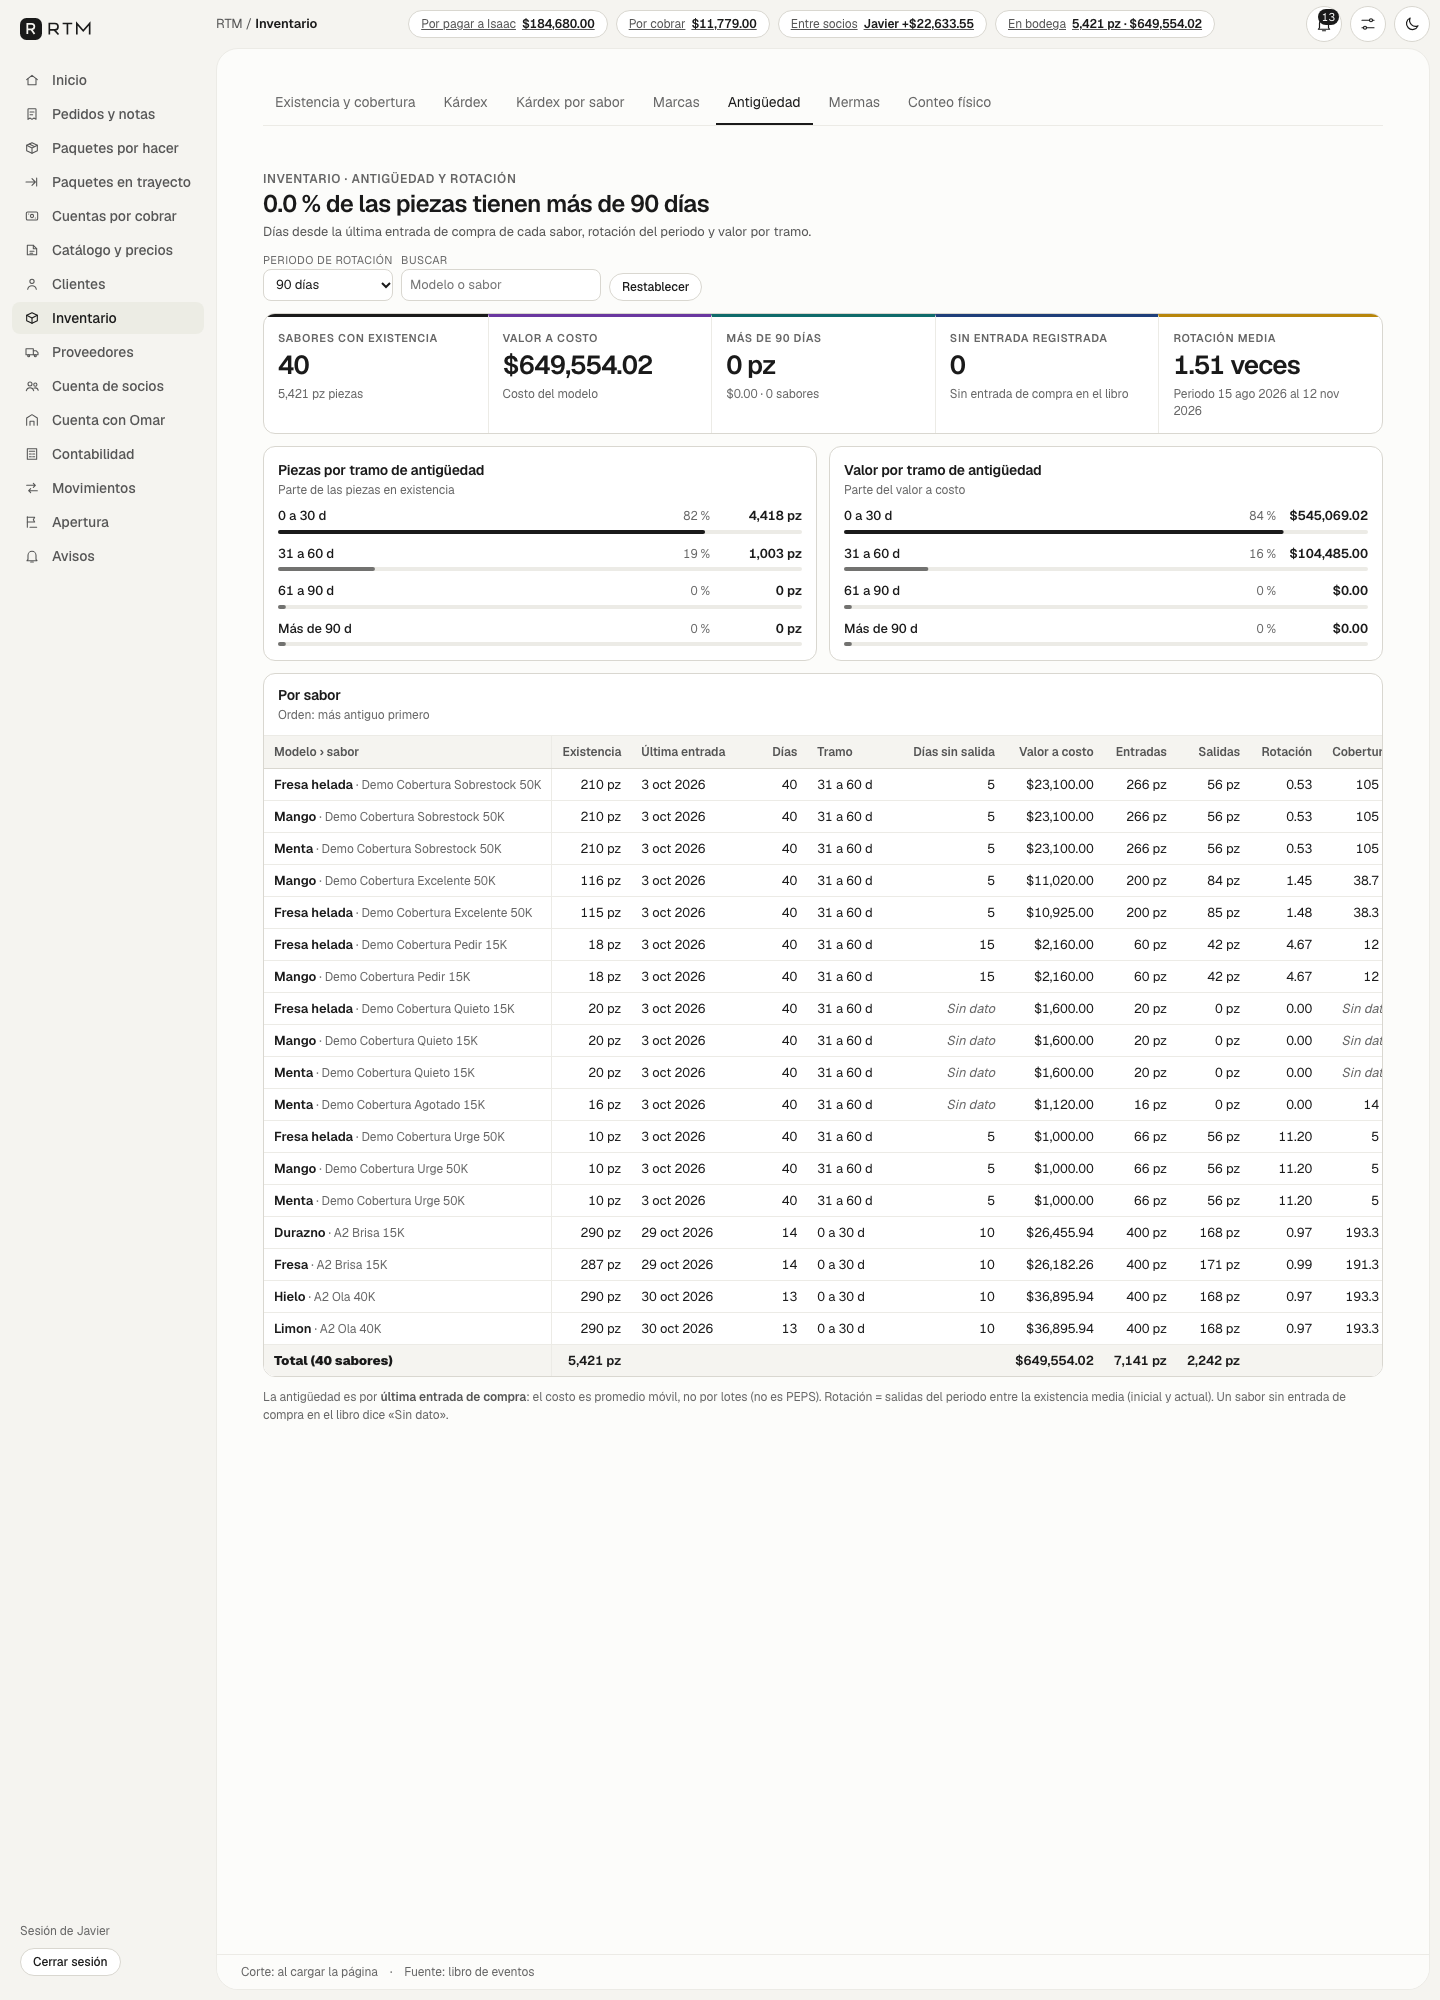 R RTM
RTM / Inventario
Por pagar a Isaac $184,680.00
Por cobrar $11,779.00
Entre socios Javier +$22,633.55
En bodega 5,421 pz · $649,554.02
13
Inicio
Pedidos y notas
Paquetes por hacer
Paquetes en trayecto
Cuentas por cobrar
Catálogo y precios
Clientes
Inventario
Proveedores
Cuenta de socios
Cuenta con Omar
Contabilidad
Movimientos
Apertura
Avisos
Existencia y cobertura Kárdex Kárdex por sabor Marcas Antigüedad Mermas Conteo físico
INVENTARIO · ANTIGÜEDAD Y ROTACIÓN
0.0 % de las piezas tienen más de 90 días
Días desde la última entrada de compra de cada sabor, rotación del periodo y valor por tramo.
PERIODO DE ROTACIÓN BUSCAR
90 días Modelo o sabor Restablecer
SABORES CON EXISTENCIA
40
5,421 pz piezas
VALOR A COSTO
$649,554.02
Costo del modelo
MÁS DE 90 DÍAS
0 pz
$0.00 · 0 sabores
SIN ENTRADA REGISTRADA
0
Sin entrada de compra en el libro
ROTACIÓN MEDIA
1.51 veces
Periodo 15 ago 2026 al 12 nov
2026
Piezas por tramo de antigüedad
Parte de las piezas en existencia
0 a 30 d 82 % 4,418 pz
31 a 60 d 19 % 1,003 pz
61 a 90 d 0 % 0 pz
Más de 90 d 0 % 0 pz
Valor por tramo de antigüedad
Parte del valor a costo
0 a 30 d 84 % $545,069.02
31 a 60 d 16 % $104,485.00
61 a 90 d 0 % $0.00
Más de 90 d 0 % $0.00
Por sabor
Orden: más antiguo primero
Modelo › sabor Existencia Última entrada Días Tramo Días sin salida Valor a costo Entradas Salidas Rotación Cobertur
Fresa helada · Demo Cobertura Sobrestock 50K 210 pz 3 oct 2026 40 31 a 60 d 5 $23,100.00 266 pz 56 pz 0.53 105
Mango · Demo Cobertura Sobrestock 50K 210 pz 3 oct 2026 40 31 a 60 d 5 $23,100.00 266 pz 56 pz 0.53 105
Menta · Demo Cobertura Sobrestock 50K 210 pz 3 oct 2026 40 31 a 60 d 5 $23,100.00 266 pz 56 pz 0.53 105
Mango · Demo Cobertura Excelente 50K 116 pz 3 oct 2026 40 31 a 60 d 5 $11,020.00 200 pz 84 pz 1.45 38.7
Fresa helada · Demo Cobertura Excelente 50K 115 pz 3 oct 2026 40 31 a 60 d 5 $10,925.00 200 pz 85 pz 1.48 38.3
Fresa helada · Demo Cobertura Pedir 15K 18 pz 3 oct 2026 40 31 a 60 d 15 $2,160.00 60 pz 42 pz 4.67 12
Mango · Demo Cobertura Pedir 15K 18 pz 3 oct 2026 40 31 a 60 d 15 $2,160.00 60 pz 42 pz 4.67 12
Fresa helada · Demo Cobertura Quieto 15K 20 pz 3 oct 2026 40 31 a 60 d Sin dato $1,600.00 20 pz 0 pz 0.00 Sin dat
Mango · Demo Cobertura Quieto 15K 20 pz 3 oct 2026 40 31 a 60 d Sin dato $1,600.00 20 pz 0 pz 0.00 Sin dat
Menta · Demo Cobertura Quieto 15K 20 pz 3 oct 2026 40 31 a 60 d Sin dato $1,600.00 20 pz 0 pz 0.00 Sin dat
Menta · Demo Cobertura Agotado 15K 16 pz 3 oct 2026 40 31 a 60 d Sin dato $1,120.00 16 pz 0 pz 0.00 14
Fresa helada · Demo Cobertura Urge 50K 10 pz 3 oct 2026 40 31 a 60 d 5 $1,000.00 66 pz 56 pz 11.20 5
Mango · Demo Cobertura Urge 50K 10 pz 3 oct 2026 40 31 a 60 d 5 $1,000.00 66 pz 56 pz 11.20 5
Menta · Demo Cobertura Urge 50K 10 pz 3 oct 2026 40 31 a 60 d 5 $1,000.00 66 pz 56 pz 11.20 5
Durazno · A2 Brisa 15K 290 pz 29 oct 2026 14 0 a 30 d 10 $26,455.94 400 pz 168 pz 0.97 193.3
Fresa · A2 Brisa 15K 287 pz 29 oct 2026 14 0 a 30 d 10 $26,182.26 400 pz 171 pz 0.99 191.3
Hielo · A2 Ola 40K 290 pz 30 oct 2026 13 0 a 30 d 10 $36,895.94 400 pz 168 pz 0.97 193.3
Limon · A2 Ola 40K 290 pz 30 oct 2026 13 0 a 30 d 10 $36,895.94 400 pz 168 pz 0.97 193.3
Total (40 sabores) 5,421 pz $649,554.02 7,141 pz 2,242 pz
La antigüedad es por última entrada de compra: el costo es promedio móvil, no por lotes (no es PEPS). Rotación = salidas del periodo entre la existencia media (inicial y actual). Un sabor sin entrada de
compra en el libro dice «Sin dato».
Sesión de Javier
Cerrar sesión
Corte: al cargar la página · Fuente: libro de eventos